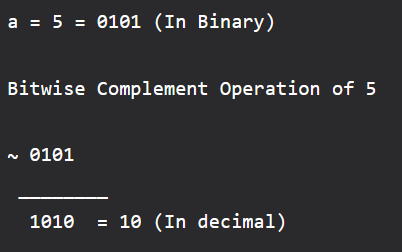 a = 5 = 0101 (In Binary)
Bitwise Complement Operation of 5
~ 0101
________
1010 = 10 (In decimal)